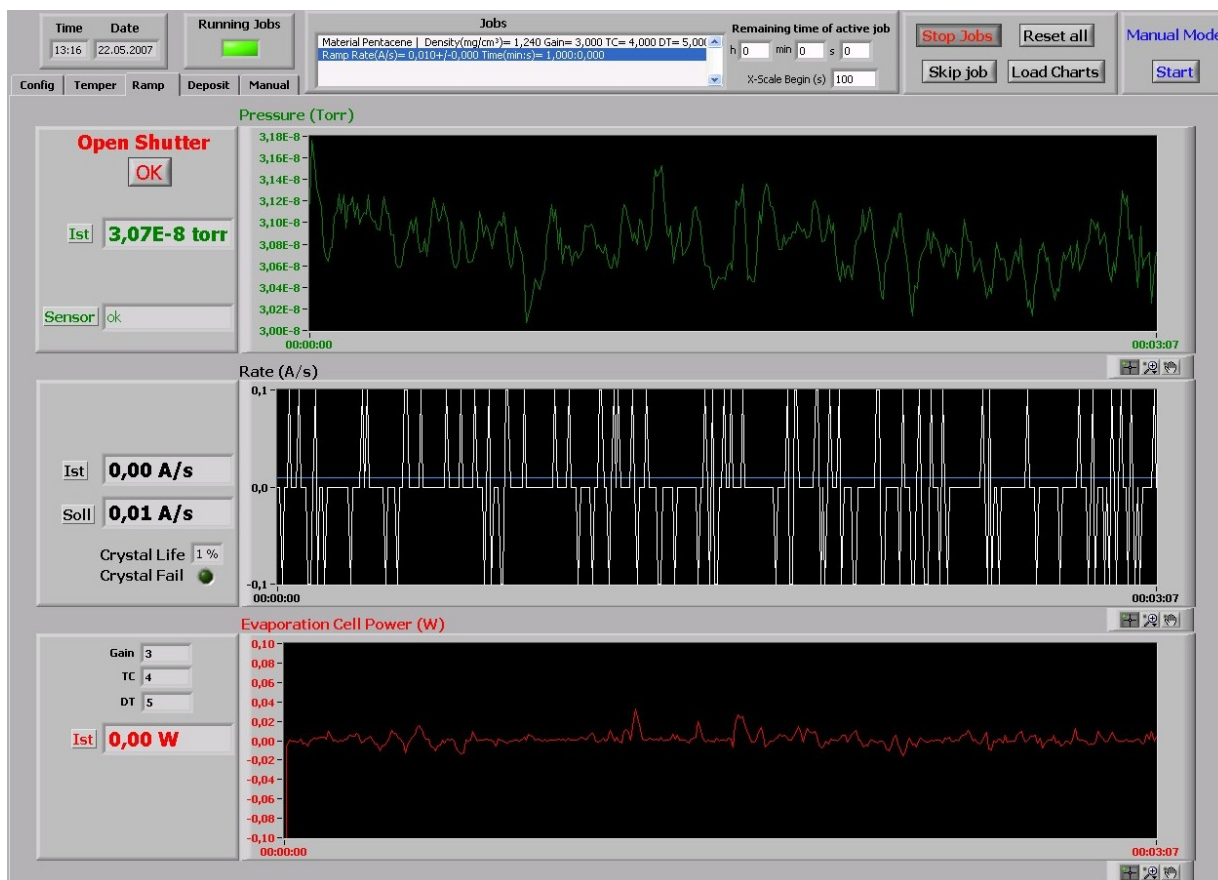 Time Date
13:16 22.05.2007
Running Jobs
Jobs
Material Pentacene | Density(mg/cm³)= 1,240 Gain= 3,000 TC= 4,000 DT= 5,00
Ramp Rate(A/s)= 0,010+/-0,000 Time(min:s)= 1,000:0,000
Remaining time of active job
h 0 min 0 s 0
X-Scale Begin (s) 100
Stop Jobs Reset all
Skip job Load Charts
Manual Mode
Start
Config Temper Ramp Deposit Manual
Pressure (Torr)
Open Shutter
OK
Ist 3,07E-8 torr
Sensor ok
3,18E-8
3,16E-8
3,14E-8
3,12E-8
3,10E-8
3,08E-8
3,06E-8
3,04E-8
3,02E-8
3,00E-8
00:00:00 00:03:07
Rate (A/s)
Ist 0,00 A/s
Soll 0,01 A/s
Crystal Life 1 %
Crystal Fail
0,1
0,0
-0,1
00:00:00 00:03:07
Evaporation Cell Power (W)
Gain 3
TC 4
DT 5
Ist 0,00 W
0,10
0,08
0,06
0,04
0,02
0,00
-0,02
-0,04
-0,06
-0,08
-0,10
00:00:00 00:03:07